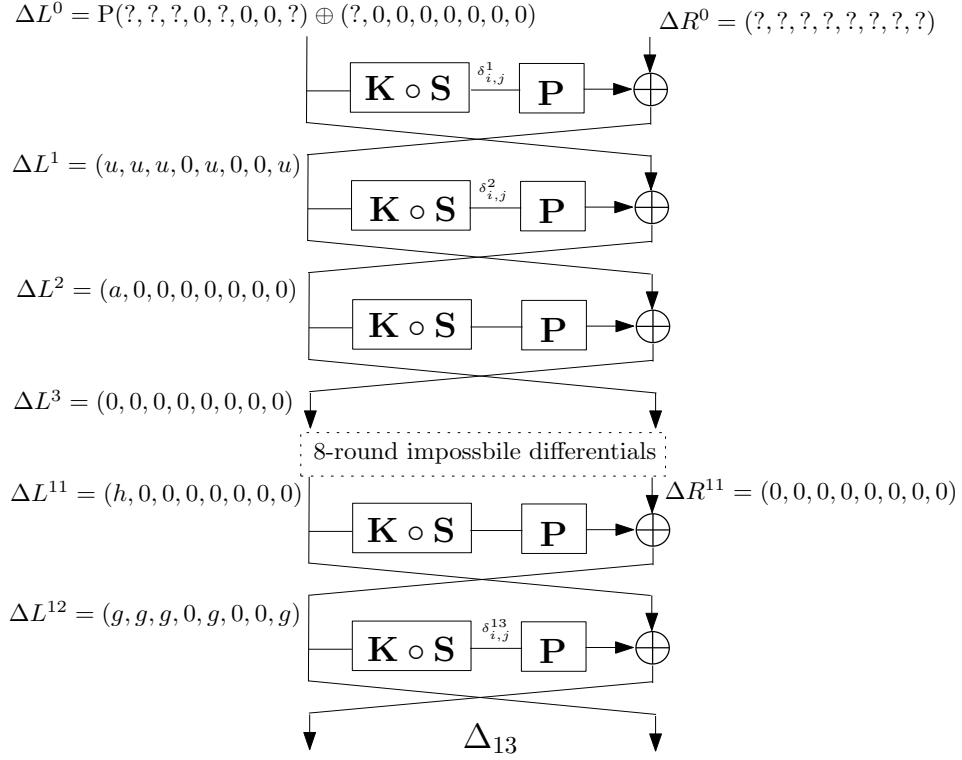 ΔL⁰ = P(?, ?, ?, 0, ?, 0, 0, ?) ⊕ (?, 0, 0, 0, 0, 0, 0, 0)
ΔR⁰ = (?, ?, ?, ?, ?, ?, ?, ?)
K ∘ S δ¹ᵢ,ⱼ P
ΔL¹ = (u, u, u, 0, u, 0, 0, u)
K ∘ S δ²ᵢ,ⱼ P
ΔL² = (a, 0, 0, 0, 0, 0, 0, 0)
K ∘ S P
ΔL³ = (0, 0, 0, 0, 0, 0, 0, 0)
8-round impossbile differentials
ΔL¹¹ = (h, 0, 0, 0, 0, 0, 0, 0)
ΔR¹¹ = (0, 0, 0, 0, 0, 0, 0, 0)
K ∘ S P
ΔL¹² = (g, g, g, 0, g, 0, 0, g)
K ∘ S δ¹³ᵢ,ⱼ P
Δ₁₃